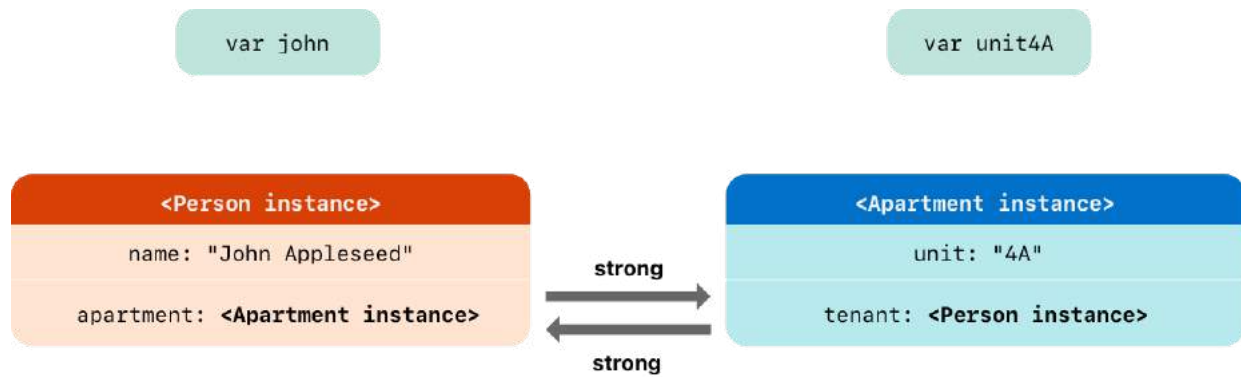 var john
var unit4A
<Person instance>
name: "John Appleseed"
apartment: <Apartment instance>
strong
strong
<Apartment instance>
unit: "4A"
tenant: <Person instance>